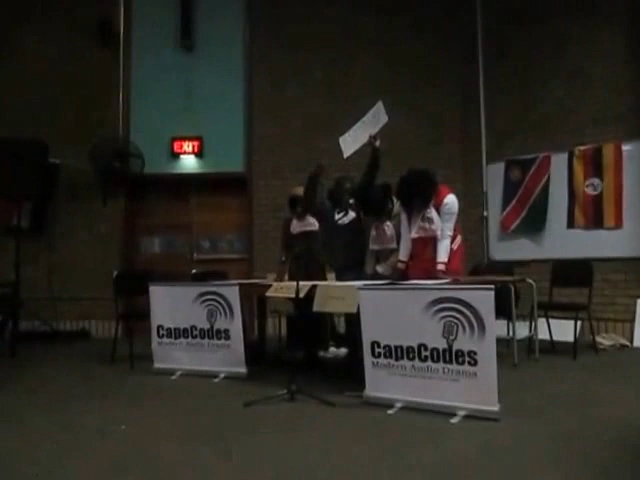 EXIT
CapeCodes
Modern Audio Drama
CapeCodes
Modern Audio Drama